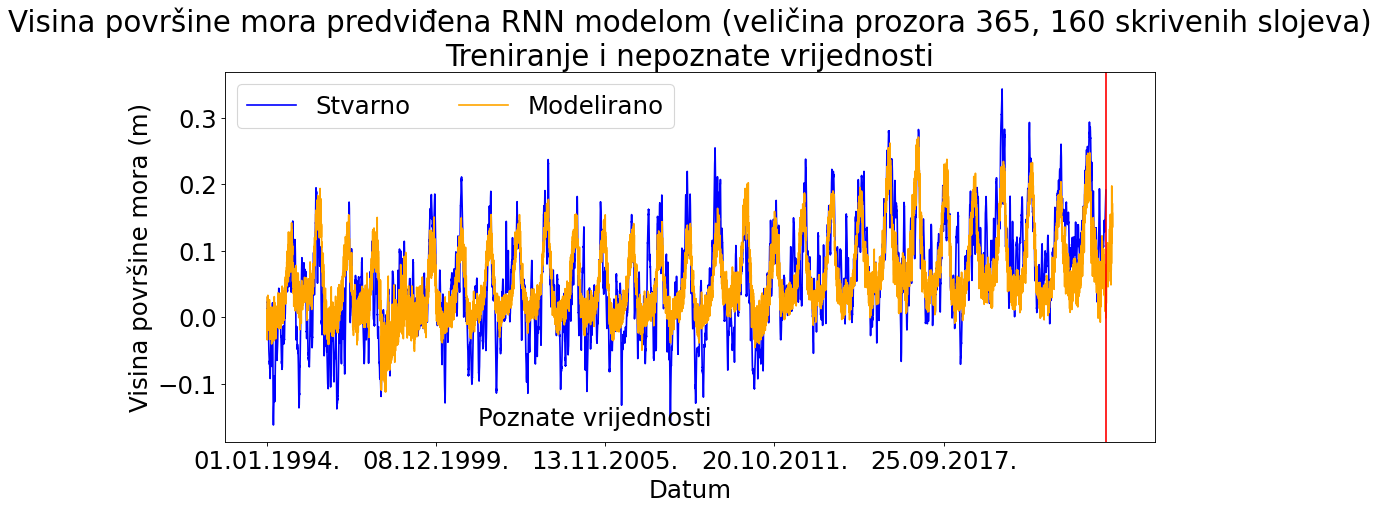 Visina površine mora predviđena RNN modelom (veličina prozora 365, 160 skrivenih slojeva)
Treniranje i nepoznate vrijednosti
Stvarno Modelirano
Visina površine mora (m)
0.3
0.2
0.1
0.0
−0.1
Poznate vrijednosti
01.01.1994. 08.12.1999. 13.11.2005. 20.10.2011. 25.09.2017.
Datum